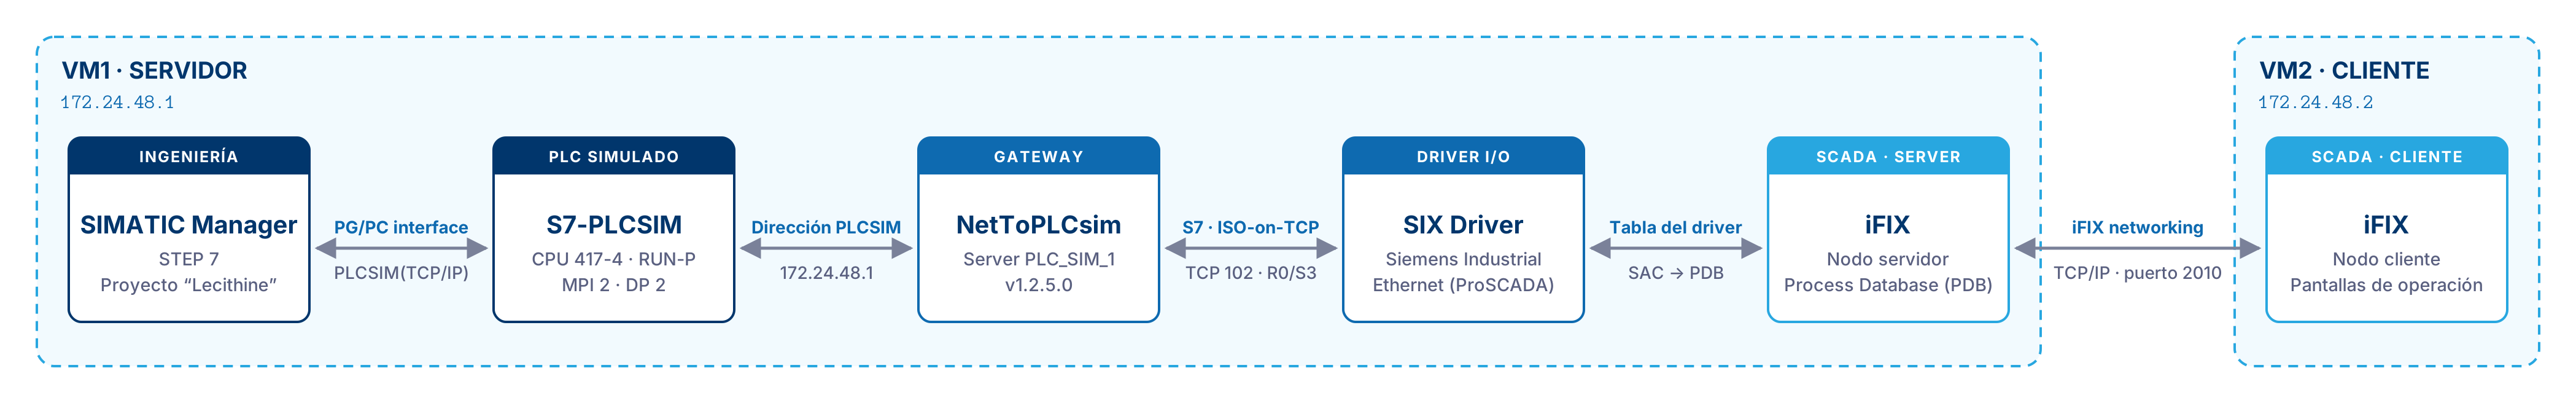 VM1 · SERVIDOR
172.24.48.1
INGENIERÍA
SIMATIC Manager
STEP 7
Proyecto “Lecithine”
PG/PC interface
PLCSIM(TCP/IP)
PLC SIMULADO
S7-PLCSIM
CPU 417-4 · RUN-P
MPI 2 · DP 2
Dirección PLCSIM
172.24.48.1
GATEWAY
NetToPLCsim
Server PLC_SIM_1
v1.2.5.0
S7 · ISO-on-TCP
TCP 102 · R0/S3
DRIVER I/O
SIX Driver
Siemens Industrial
Ethernet (ProSCADA)
Tabla del driver
SAC → PDB
SCADA · SERVER
iFIX
Nodo servidor
Process Database (PDB)
iFIX networking
TCP/IP · puerto 2010
VM2 · CLIENTE
172.24.48.2
SCADA · CLIENTE
iFIX
Nodo cliente
Pantallas de operación